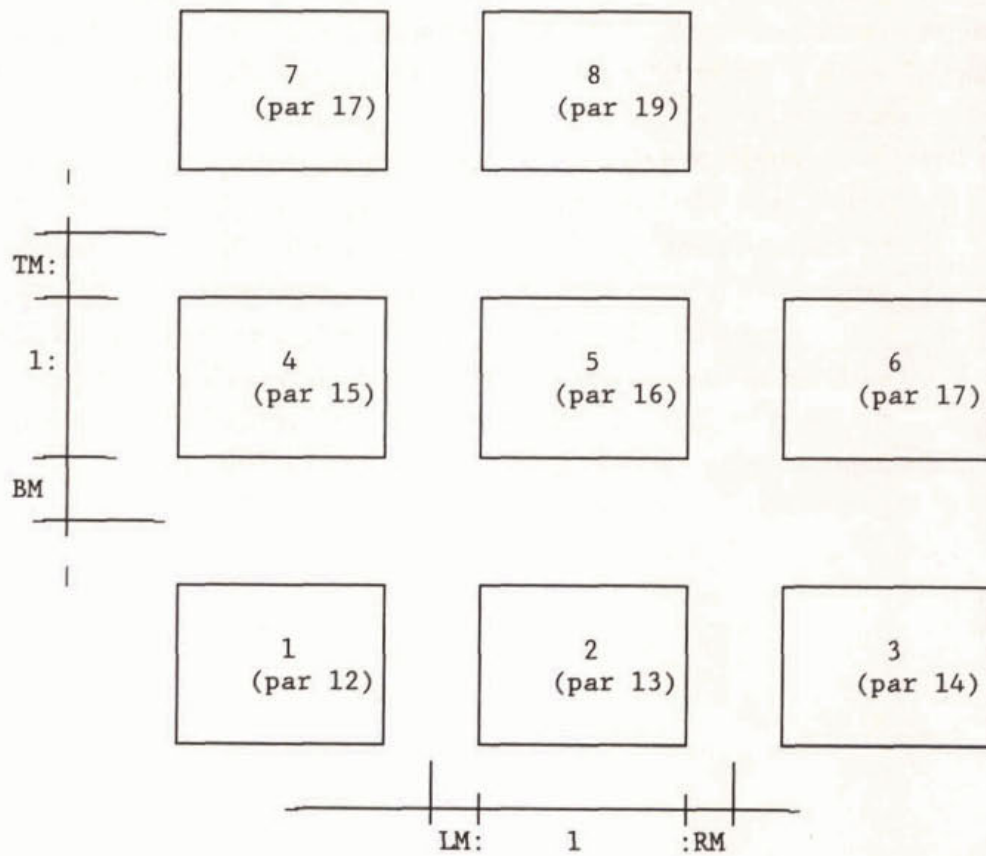 7 8
(par 17) (par 19)
TM:
1: 4 5 6
(par 15) (par 16) (par 17)
BM
1 2 3
(par 12) (par 13) (par 14)
LM: 1 :RM